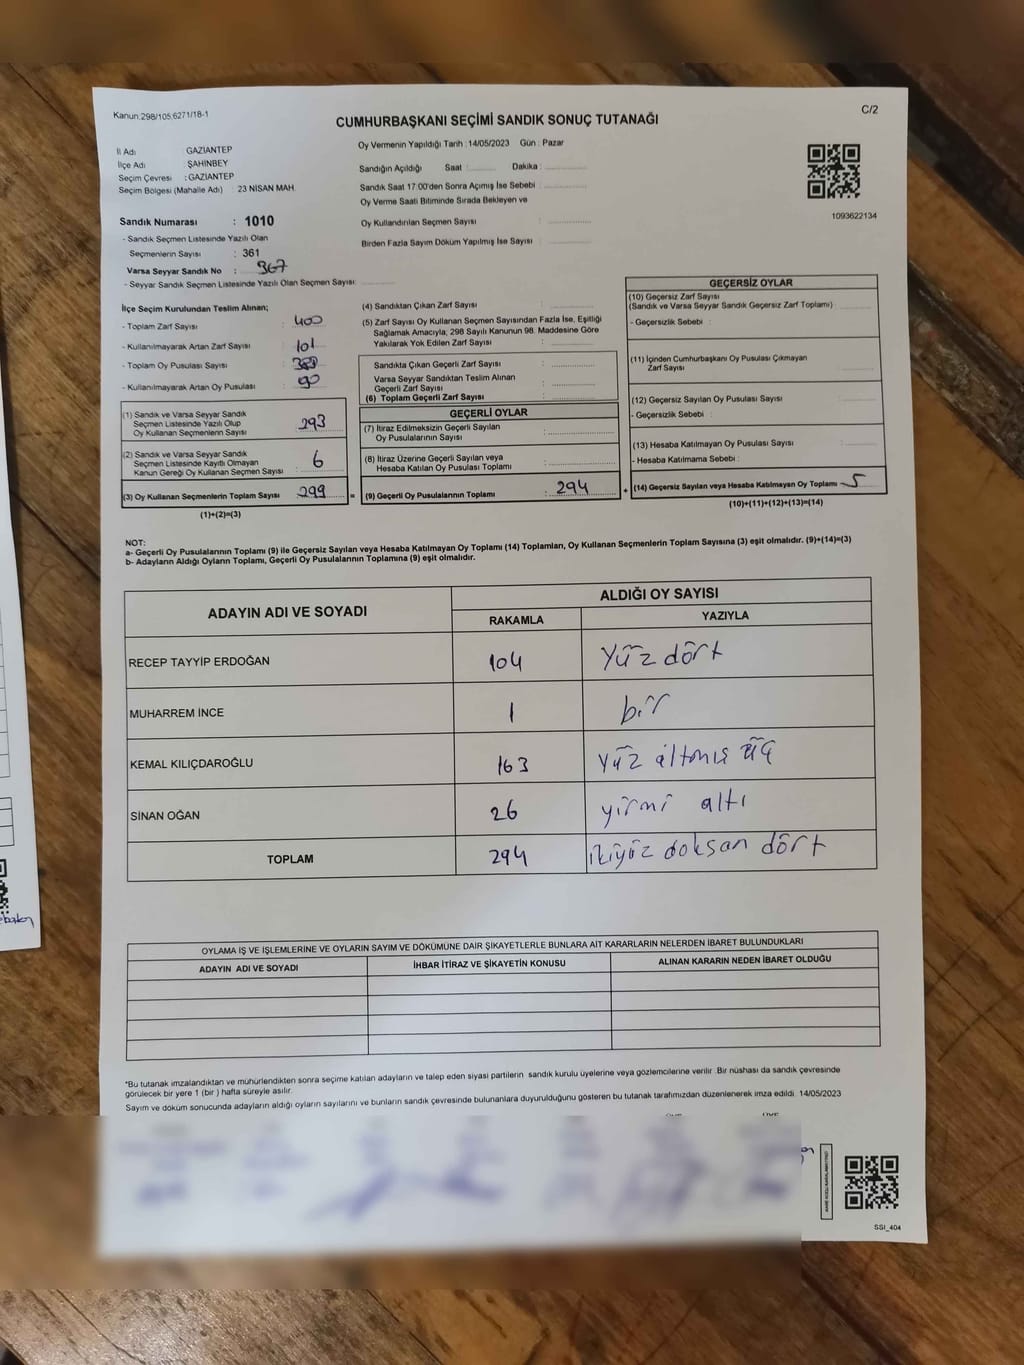 Kanun:298/105,6271/18-1
C/2
CUMHURBAŞKANI SEÇİMİ SANDIK SONUÇ TUTANAĞI
İl Adı GAZIANTEP
İlçe Adı ŞAHINBEY
Seçim Çevresi : GAZIANTEP
Seçim Bölgesi (Mahalle Adı) : 23 NISAN MAH.
Oy Vermenin Yapıldığı Tarih : 14/05/2023 Gün : Pazar
Sandığın Açıldığı Saat : Dakika :
Sandık Saat 17:00'den Sonra Açımış İse Sebebi :
Oy Verme Saati Bitiminde Sırada Bekleyen ve
Oy Kullandırılan Seçmen Sayısı :
Birden Fazla Sayım Döküm Yapılmış İse Sayısı :
1093622134
Sandık Numarası : 1010
- Sandık Seçmen Listesinde Yazılı Olan
Seçmenlerin Sayısı : 361
Varsa Seyyar Sandık No : 367
- Seyyar Sandık Seçmen Listesinde Yazılı Olan Seçmen Sayısı:
İlçe Seçim Kurulundan Teslim Alınan;
- Toplam Zarf Sayısı : 400
- Kullanılmayarak Artan Zarf Sayısı : 101
- Toplam Oy Pusulası Sayısı :
- Kullanılmayarak Artan Oy Pusulası : 90
(1) Sandık ve Varsa Seyyar Sandık
Seçmen Listesinde Yazılı Olup
Oy Kullanan Seçmenlerin Sayısı : 293
(2) Sandık ve Varsa Seyyar Sandık
Seçmen Listesinde Kayıtlı Olmayan
Kanun Gereği Oy Kullanan Seçmen Sayısı : 6
(3) Oy Kullanan Seçmenlerin Toplam Sayısı : 299 =
(1)+(2)=(3)
(4) Sandıktan Çıkan Zarf Sayısı :
(5) Zarf Sayısı Oy Kullanan Seçmen Sayısından Fazla İse, Eşitliği
Sağlamak Amacıyla, 298 Sayılı Kanunun 98. Maddesine Göre
Yakılarak Yok Edilen Zarf Sayısı :
Sandıkta Çıkan Geçerli Zarf Sayısı :
Varsa Seyyar Sandıktan Teslim Alınan
Geçerli Zarf Sayısı :
(6) Toplam Geçerli Zarf Sayısı :
GEÇERLİ OYLAR
(7) İtiraz Edilmeksizin Geçerli Sayılan
Oy Pusulalarının Sayısı :
(8) İtiraz Üzerine Geçerli Sayılan veya
Hesaba Katılan Oy Pusulası Toplamı :
(9) Geçerli Oy Pusulalarının Toplamı : 294 +
GEÇERSİZ OYLAR
(10) Geçersiz Zarf Sayısı
(Sandık ve Varsa Seyyar Sandık Geçersiz Zarf Toplamı) :
- Geçersizlik Sebebi :
(11) İçinden Cumhurbaşkanı Oy Pusulası Çıkmayan
Zarf Sayısı :
(12) Geçersiz Sayılan Oy Pusulası Sayısı :
- Geçersizlik Sebebi :
(13) Hesaba Katılmayan Oy Pusulası Sayısı :
- Hesaba Katılmama Sebebi :
(14) Geçersiz Sayılan veya Hesaba Katılmayan Oy Toplamı : 5
(10)+(11)+(12)+(13)=(14)
NOT:
a- Geçerli Oy Pusulalarının Toplamı (9) ile Geçersiz Sayılan veya Hesaba Katılmayan Oy Toplamı (14) Toplamları, Oy Kullanan Seçmenlerin Toplam Sayısına (3) eşit olmalıdır. (9)+(14)=(3)
b- Adayların Aldığı Oyların Toplamı, Geçerli Oy Pusulalarının Toplamına (9) eşit olmalıdır.
ADAYIN ADI VE SOYADI
ALDIĞI OY SAYISI
RAKAMLA YAZIYLA
RECEP TAYYİP ERDOĞAN 104 Yüz dört
MUHARREM İNCE 1 bir
KEMAL KILIÇDAROĞLU 163 yüz altmış üç
SİNAN OĞAN 26 yirmi altı
TOPLAM 294 ikiyüz doksan dört
OYLAMA İŞ VE İŞLEMLERİNE VE OYLARIN SAYIM VE DÖKÜMÜNE DAİR ŞİKAYETLERLE BUNLARA AİT KARARLARIN NELERDEN İBARET BULUNDUKLARI
ADAYIN ADI VE SOYADI İHBAR İTİRAZ VE ŞİKAYETİN KONUSU ALINAN KARARIN NEDEN İBARET OLDUĞU
*Bu tutanak imzalandıktan ve mühürlendikten sonra seçime katılan adayların ve talep eden siyasi partilerin sandık kurulu üyelerine veya gözlemcilerine verilir. Bir nüshası da sandık çevresinde
görülecek bir yere 1 (bir ) hafta süreyle asılır.
Sayım ve döküm sonucunda adayların aldığı oyların sayılarını ve bunların sandık çevresinde bulunanlara duyurulduğunu gösteren bu tutanak tarafımızdan düzenlenerek imza edildi. 14/05/2023
SSI_404